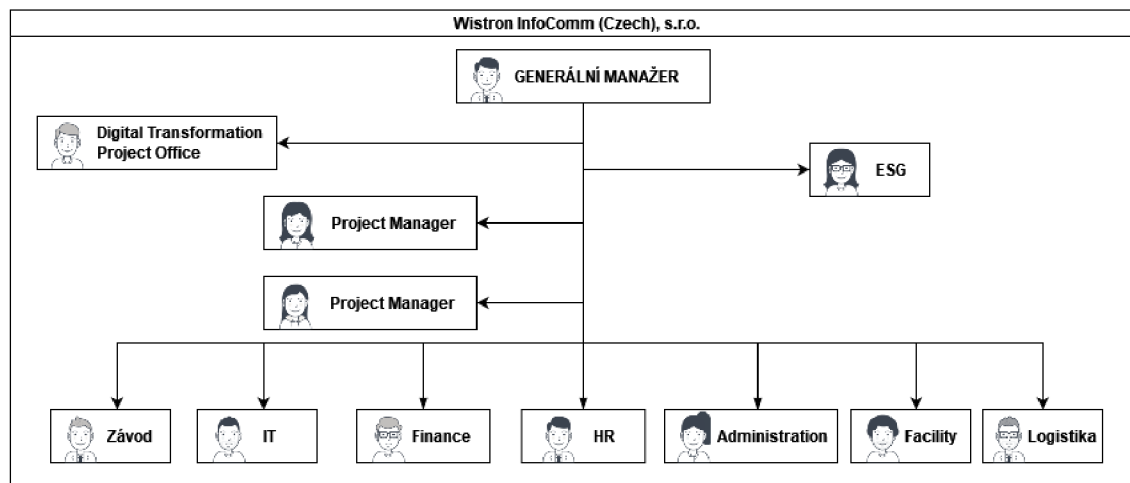 Wistron InfoComm (Czech), s.r.o.
GENERÁLNÍ MANAŽER
Digital Transformation
Project Office
ESG
Project Manager
Project Manager
Závod
IT
Finance
HR
Administration
Facility
Logistika